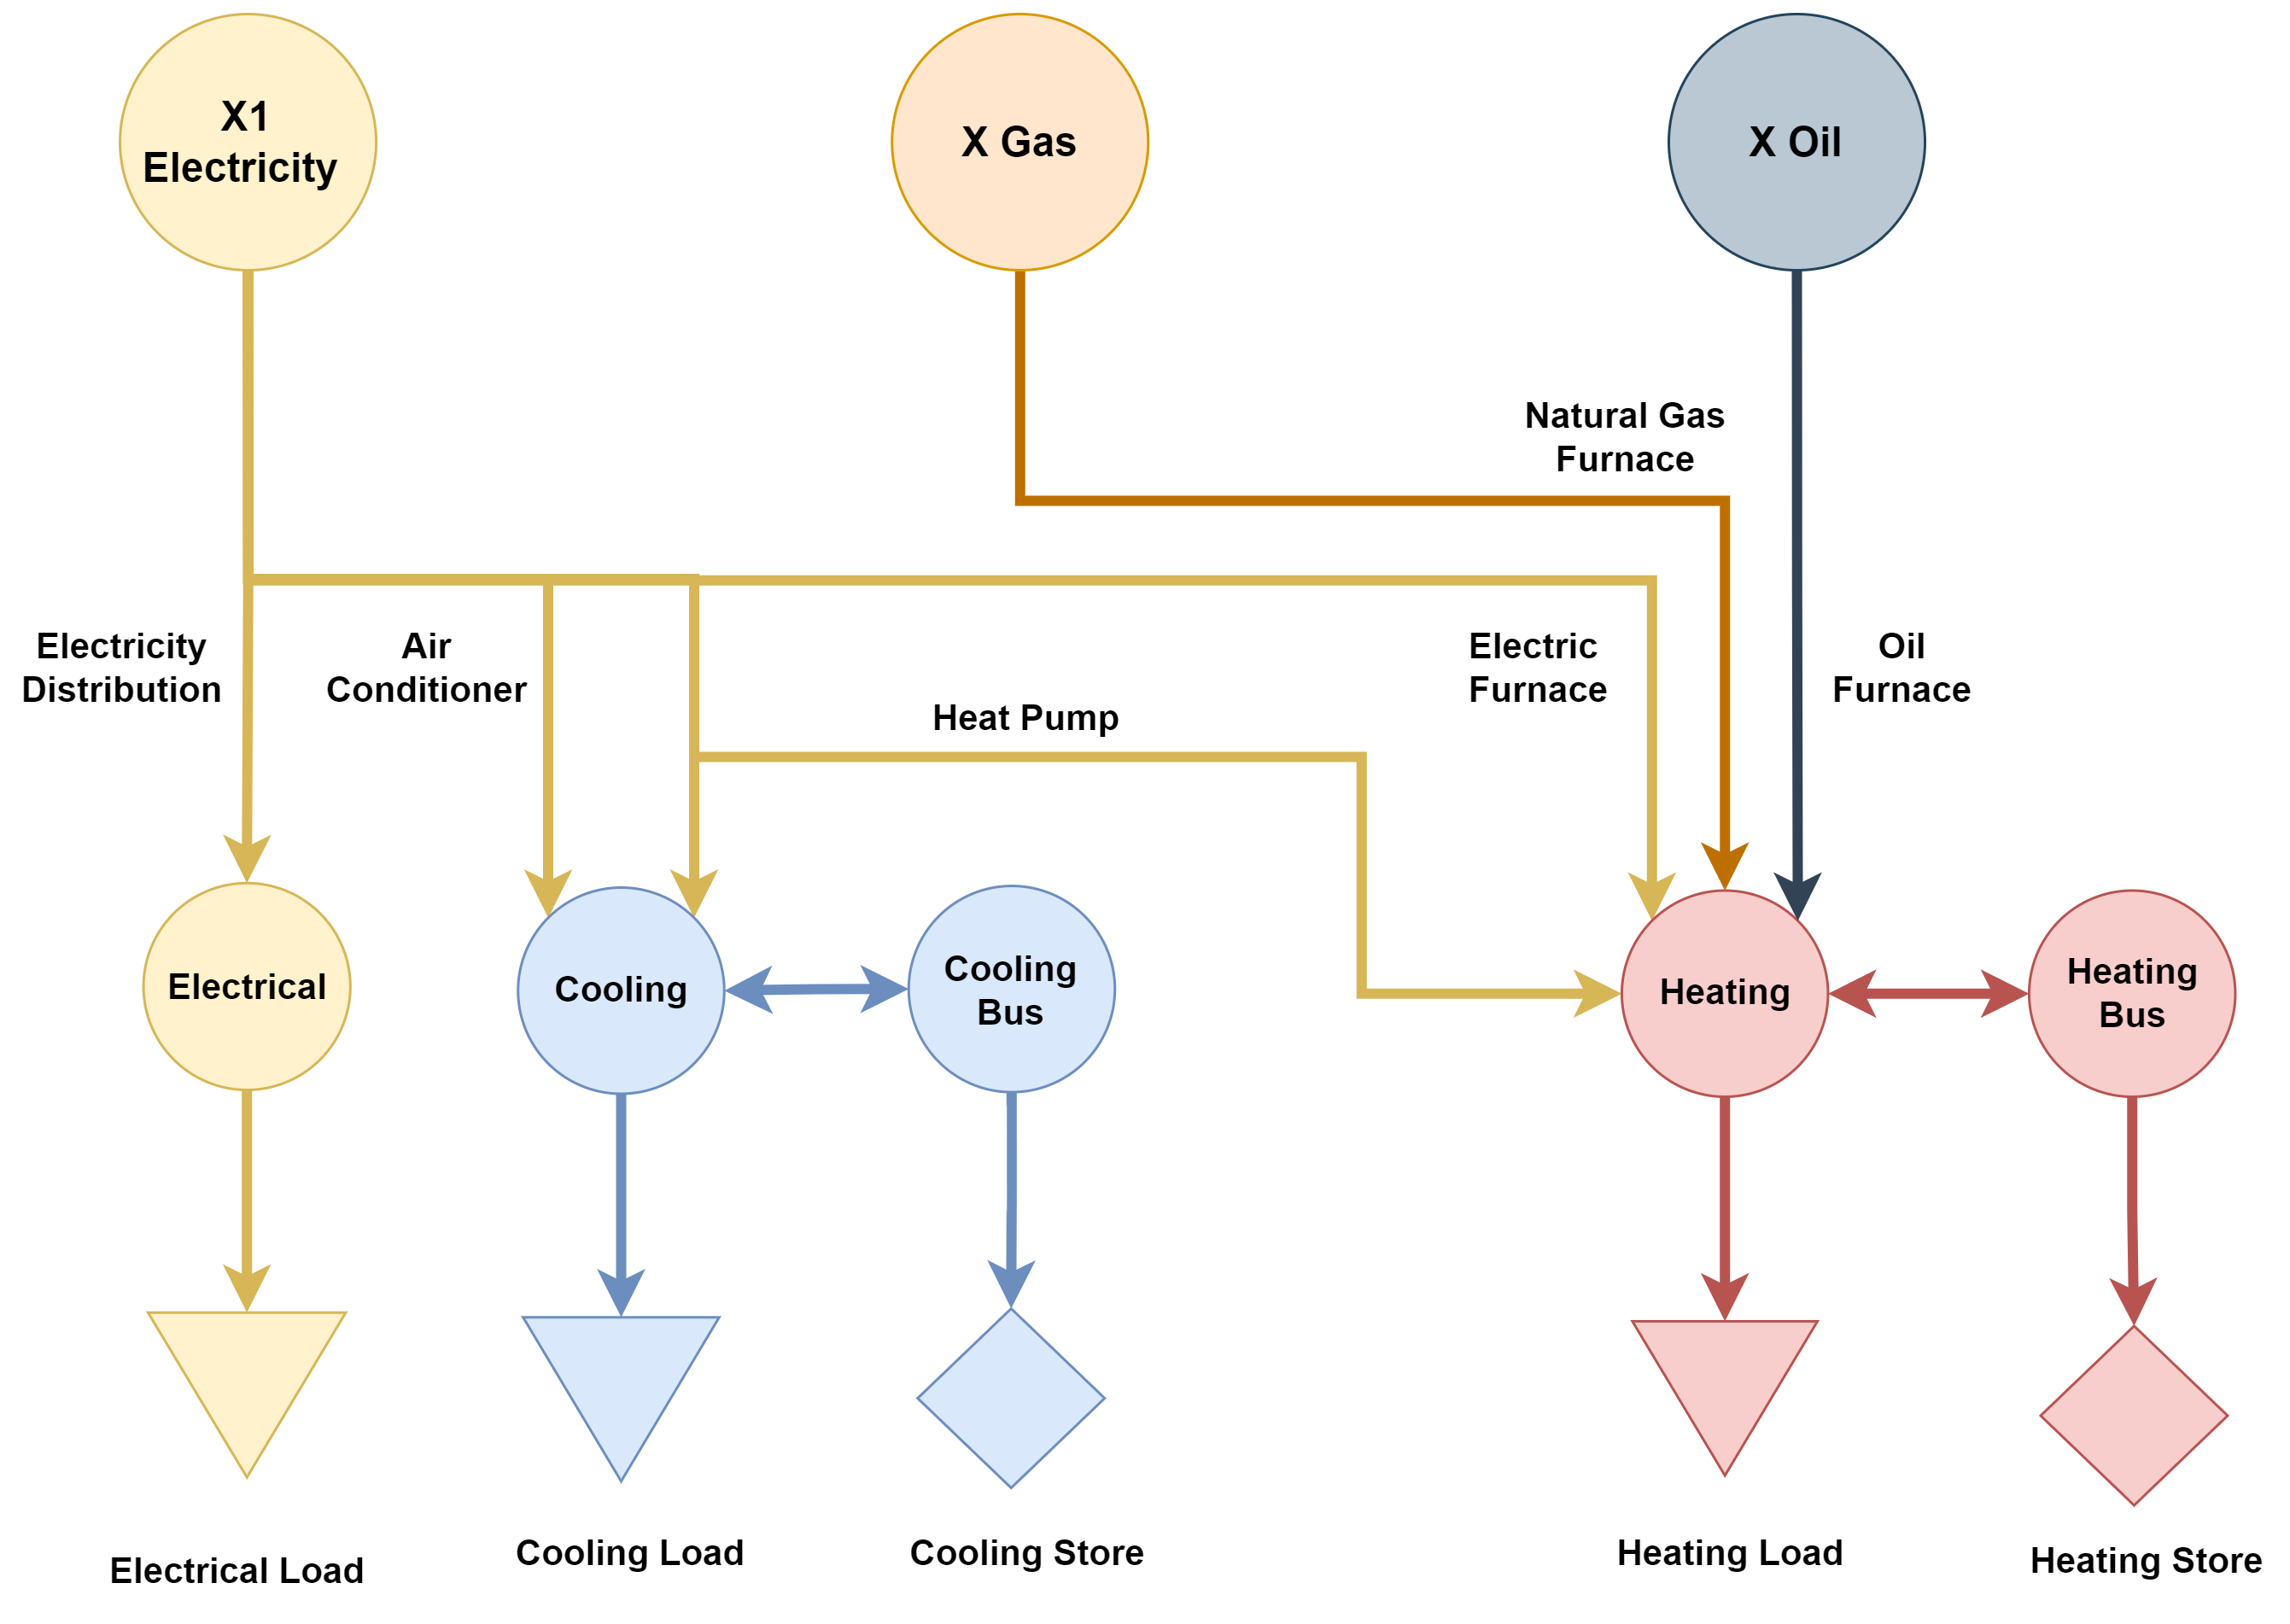 X1
Electricity
X Gas
X Oil
Natural Gas
Furnace
Electricity
Distribution
Air
Conditioner
Electric
Furnace
Oil
Furnace
Heat Pump
Electrical
Cooling
Cooling
Bus
Heating
Heating
Bus
Electrical Load
Cooling Load
Cooling Store
Heating Load
Heating Store